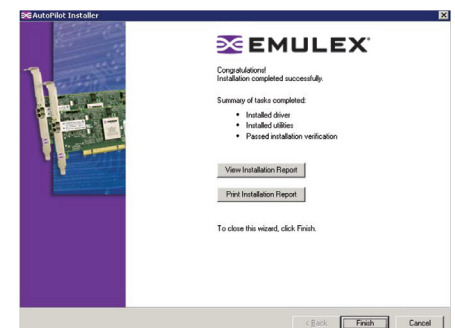 AutoPilot Installer
EMULEX
Congratulations!
Installation completed successfully.
Summary of tasks completed:
• Installed driver
• Installed utilities
• Passed installation verification
View Installation Report
Print Installation Report
To close this wizard, click Finish.
< Back Finish Cancel